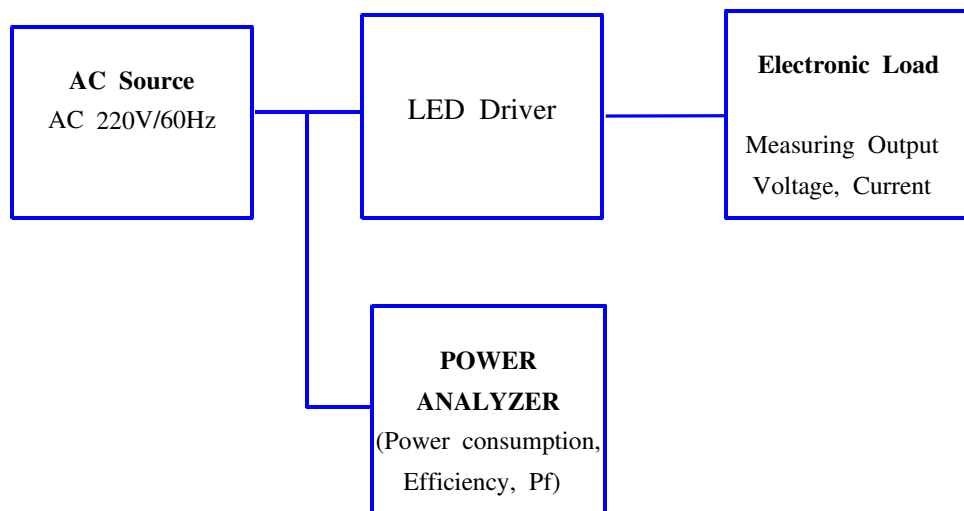 AC Source
AC 220V/60Hz
LED Driver
Electronic Load
Measuring Output
Voltage, Current
POWER
ANALYZER
(Power consumption,
Efficiency, Pf)